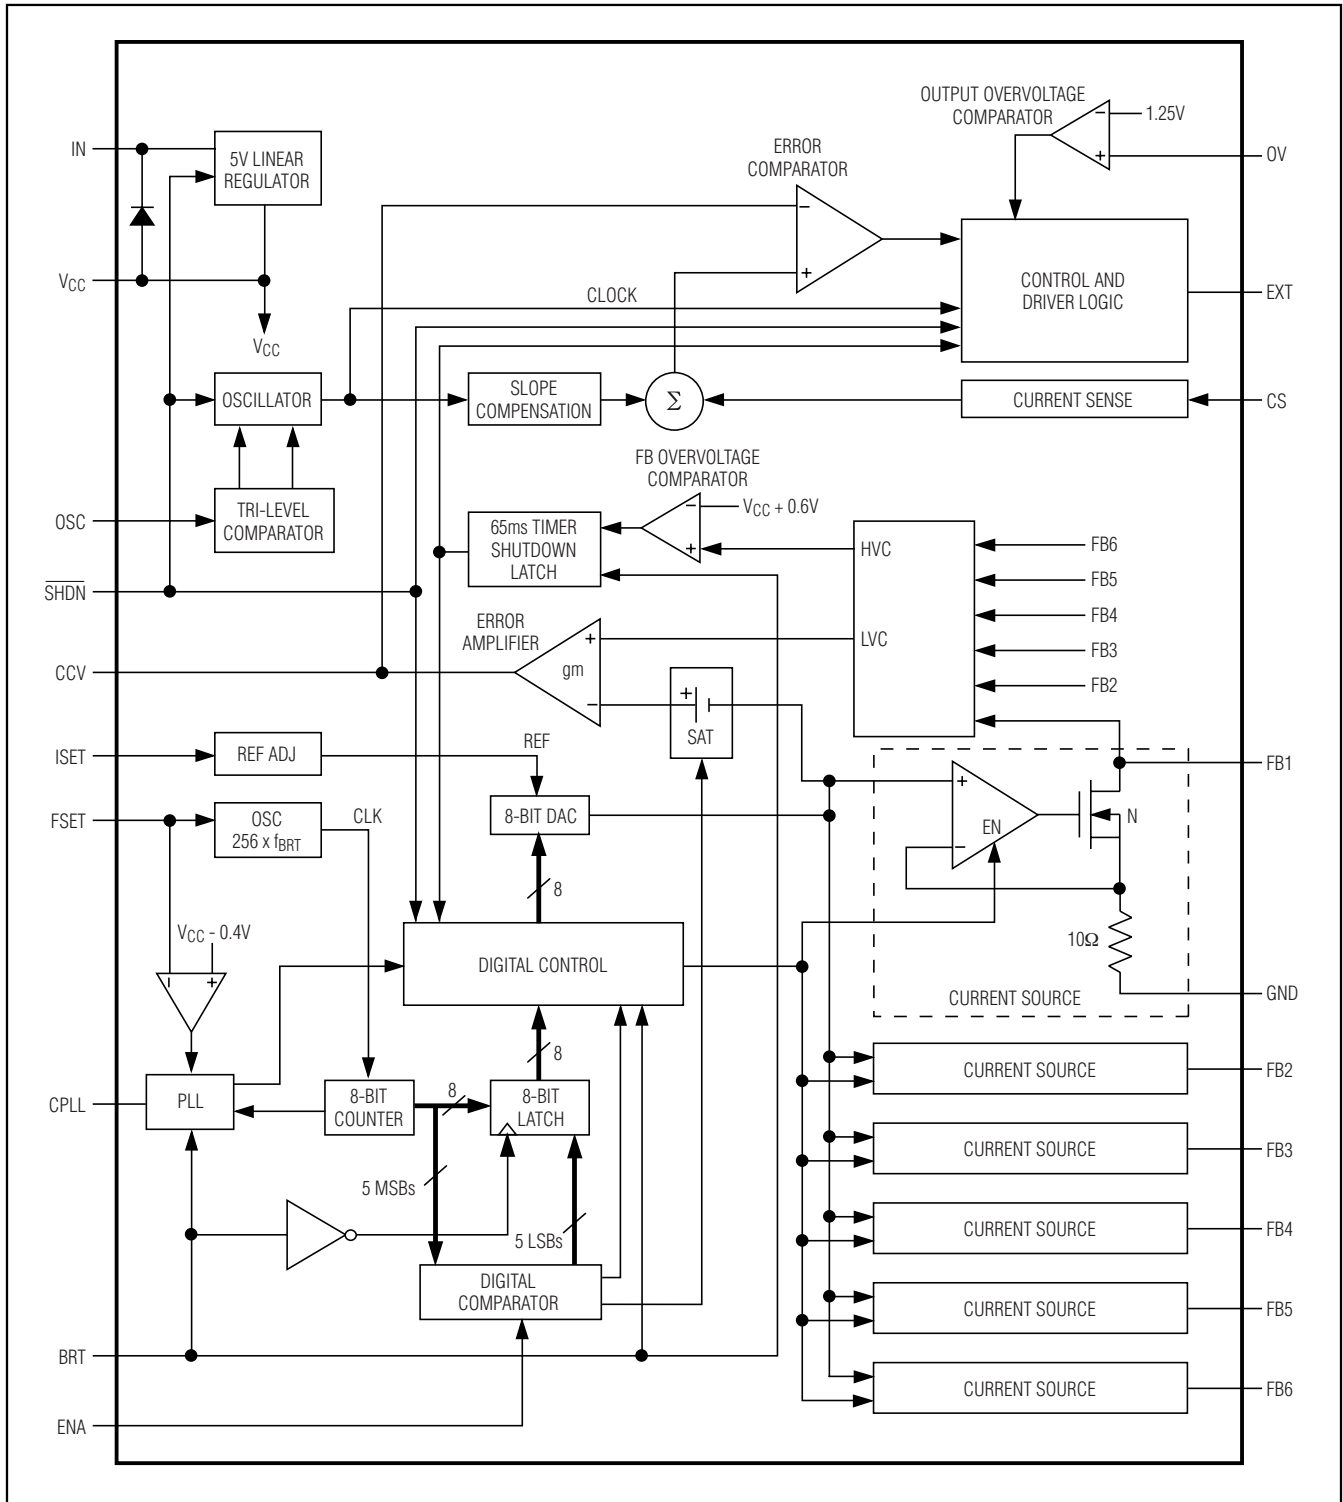 OUTPUT OVERVOLTAGE
COMPARATOR
−
1.25V
+
OV
IN
5V LINEAR
REGULATOR
ERROR
COMPARATOR
−
+
VCC
VCC
CLOCK
CONTROL AND
DRIVER LOGIC
EXT
OSCILLATOR
SLOPE
COMPENSATION
Σ
CURRENT SENSE
CS
FB OVERVOLTAGE
COMPARATOR
OSC
TRI-LEVEL
COMPARATOR
65ms TIMER
SHUTDOWN
LATCH
−
VCC + 0.6V
+
HVC
LVC
FB6
FB5
FB4
FB3
FB2
SHDN
ERROR
AMPLIFIER
+
gm
−
CCV
+
SAT
ISET
REF ADJ
REF
FB1
FSET
OSC
256 x fBRT
CLK
8-BIT DAC
8
+
EN
−
N
10Ω
CURRENT SOURCE
GND
VCC - 0.4V
−
+
DIGITAL CONTROL
8
CPLL
PLL
8-BIT
COUNTER
8
8-BIT
LATCH
5 MSBs
5 LSBs
DIGITAL
COMPARATOR
CURRENT SOURCE
FB2
CURRENT SOURCE
FB3
CURRENT SOURCE
FB4
CURRENT SOURCE
FB5
CURRENT SOURCE
FB6
BRT
ENA